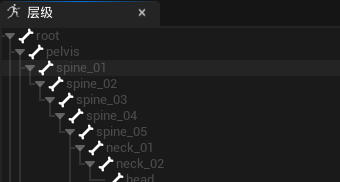 层级
root
pelvis
spine_01
spine_02
spine_03
spine_04
spine_05
neck_01
neck_02
head